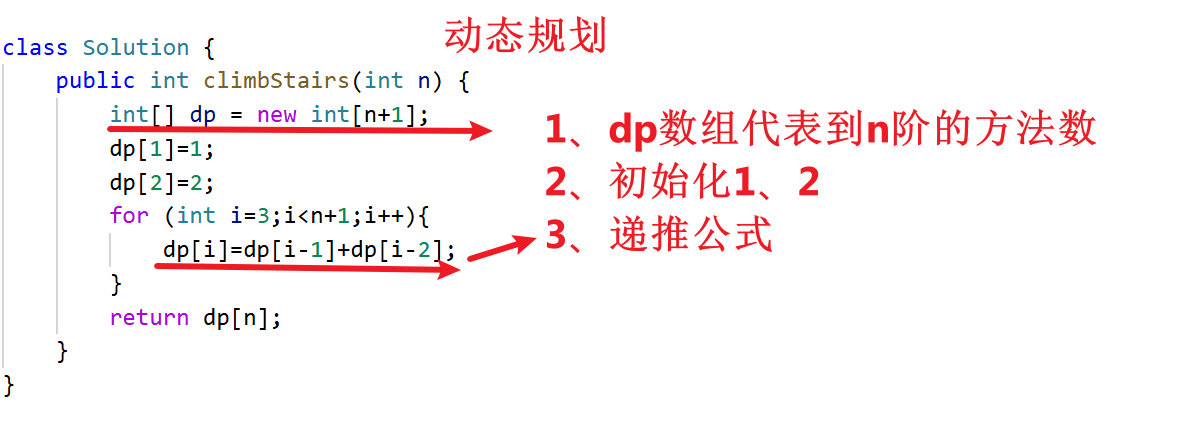 动态规划
class Solution {
public int climbStairs(int n) {
int[] dp = new int[n+1];
dp[1]=1;
dp[2]=2;
for (int i=3;i<n+1;i++){
dp[i]=dp[i-1]+dp[i-2];
}
return dp[n];
}
}
1、dp数组代表到n阶的方法数
2、初始化1、2
3、递推公式